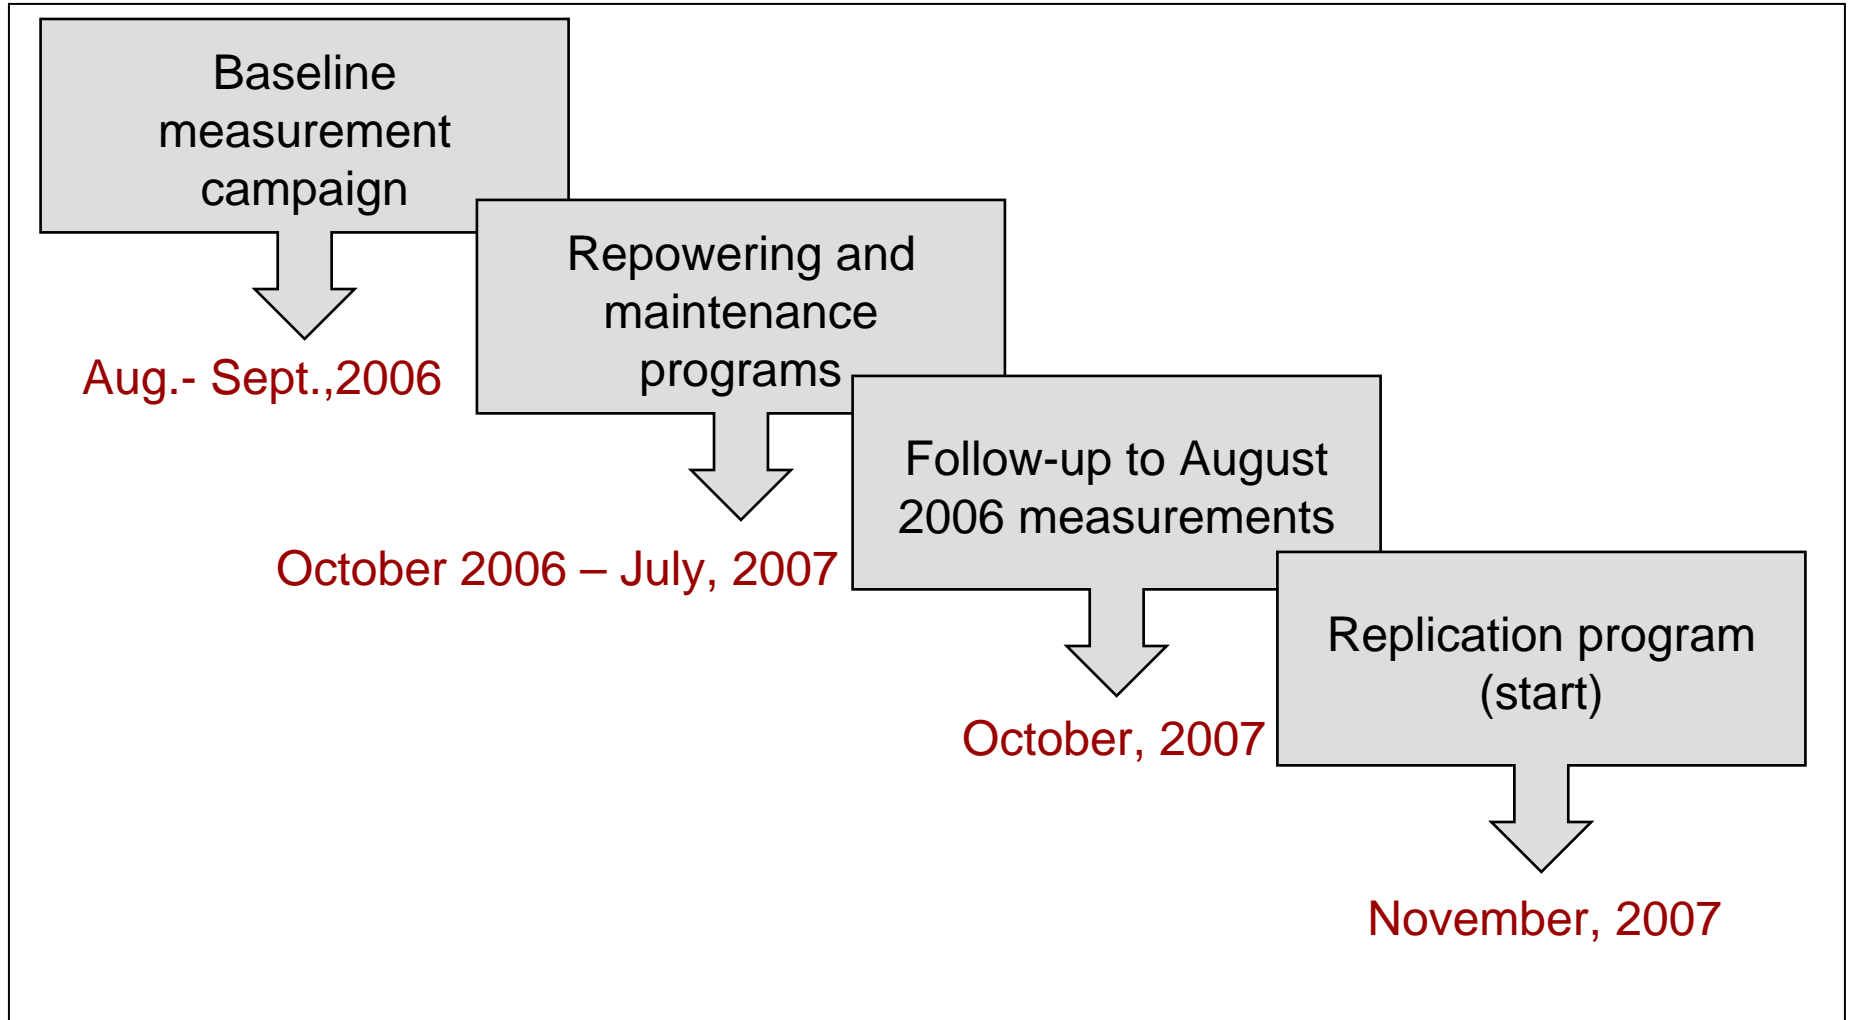 Baseline
measurement
campaign
Aug.- Sept.,2006
Repowering and
maintenance
programs
October 2006 – July, 2007
Follow-up to August
2006 measurements
October, 2007
Replication program
(start)
November, 2007